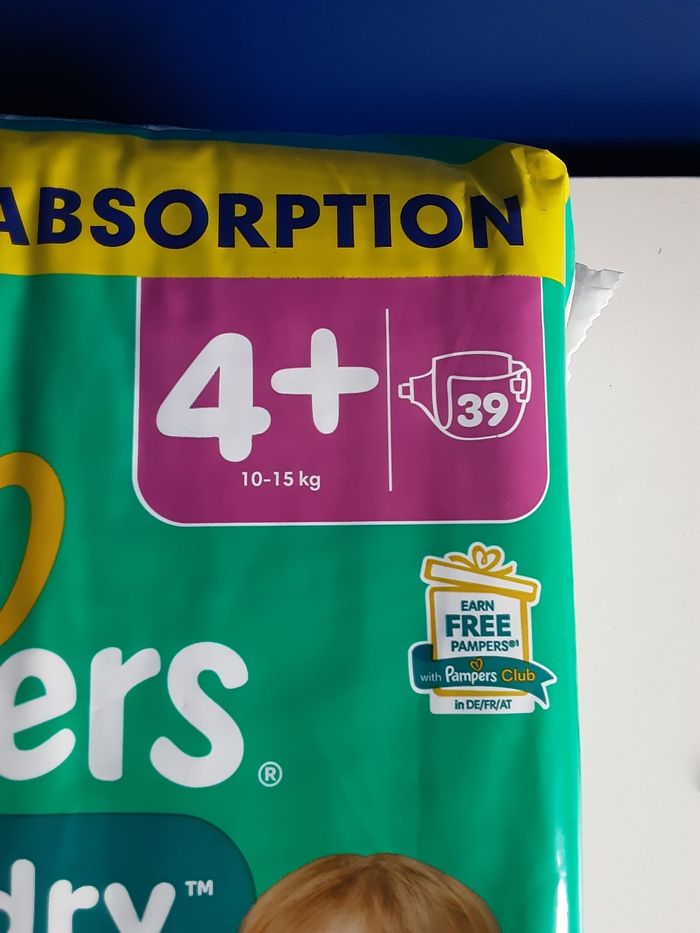 ABSORPTION
4+
39
10-15 kg
EARN
FREE
PAMPERS®¹
with Pampers Club
in DE/FR/AT
ers®
dry™